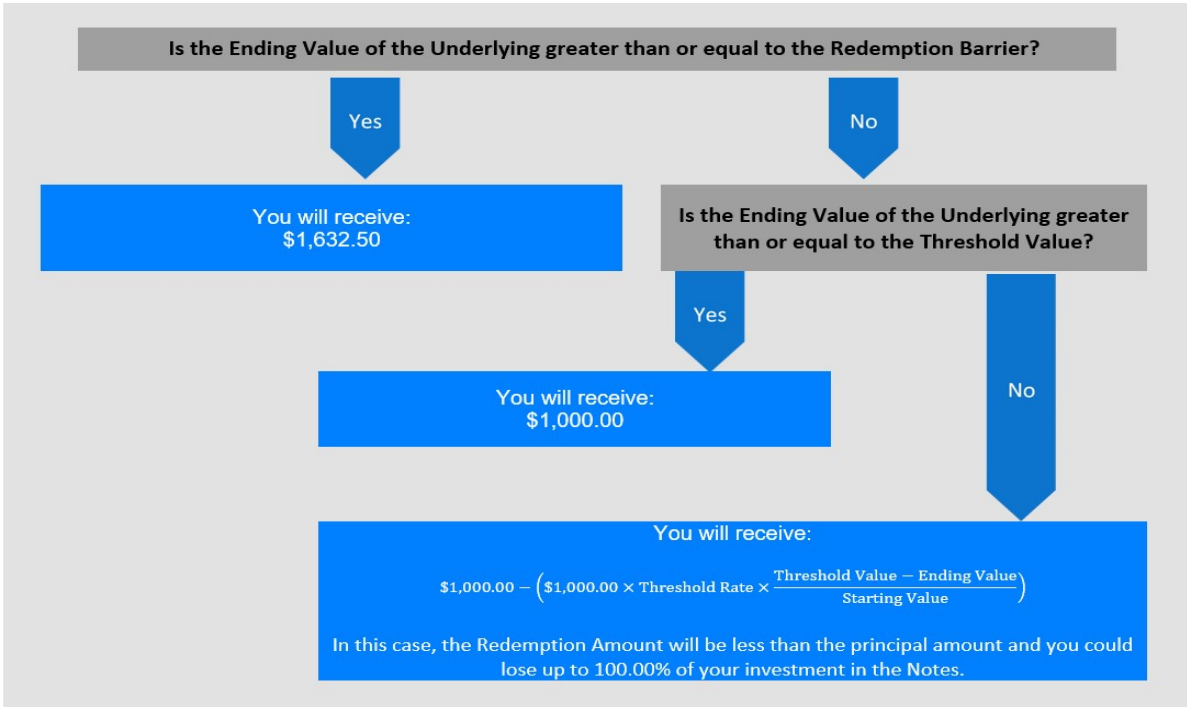 Is the Ending Value of the Underlying greater than or equal to the Redemption Barrier?
Yes
No
You will receive:
$1,632.50
Is the Ending Value of the Underlying greater
than or equal to the Threshold Value?
Yes
No
You will receive:
$1,000.00
You will receive:
$1,000.00 − ($1,000.00 × Threshold Rate × (Threshold Value − Ending Value) / Starting Value)
In this case, the Redemption Amount will be less than the principal amount and you could
lose up to 100.00% of your investment in the Notes.